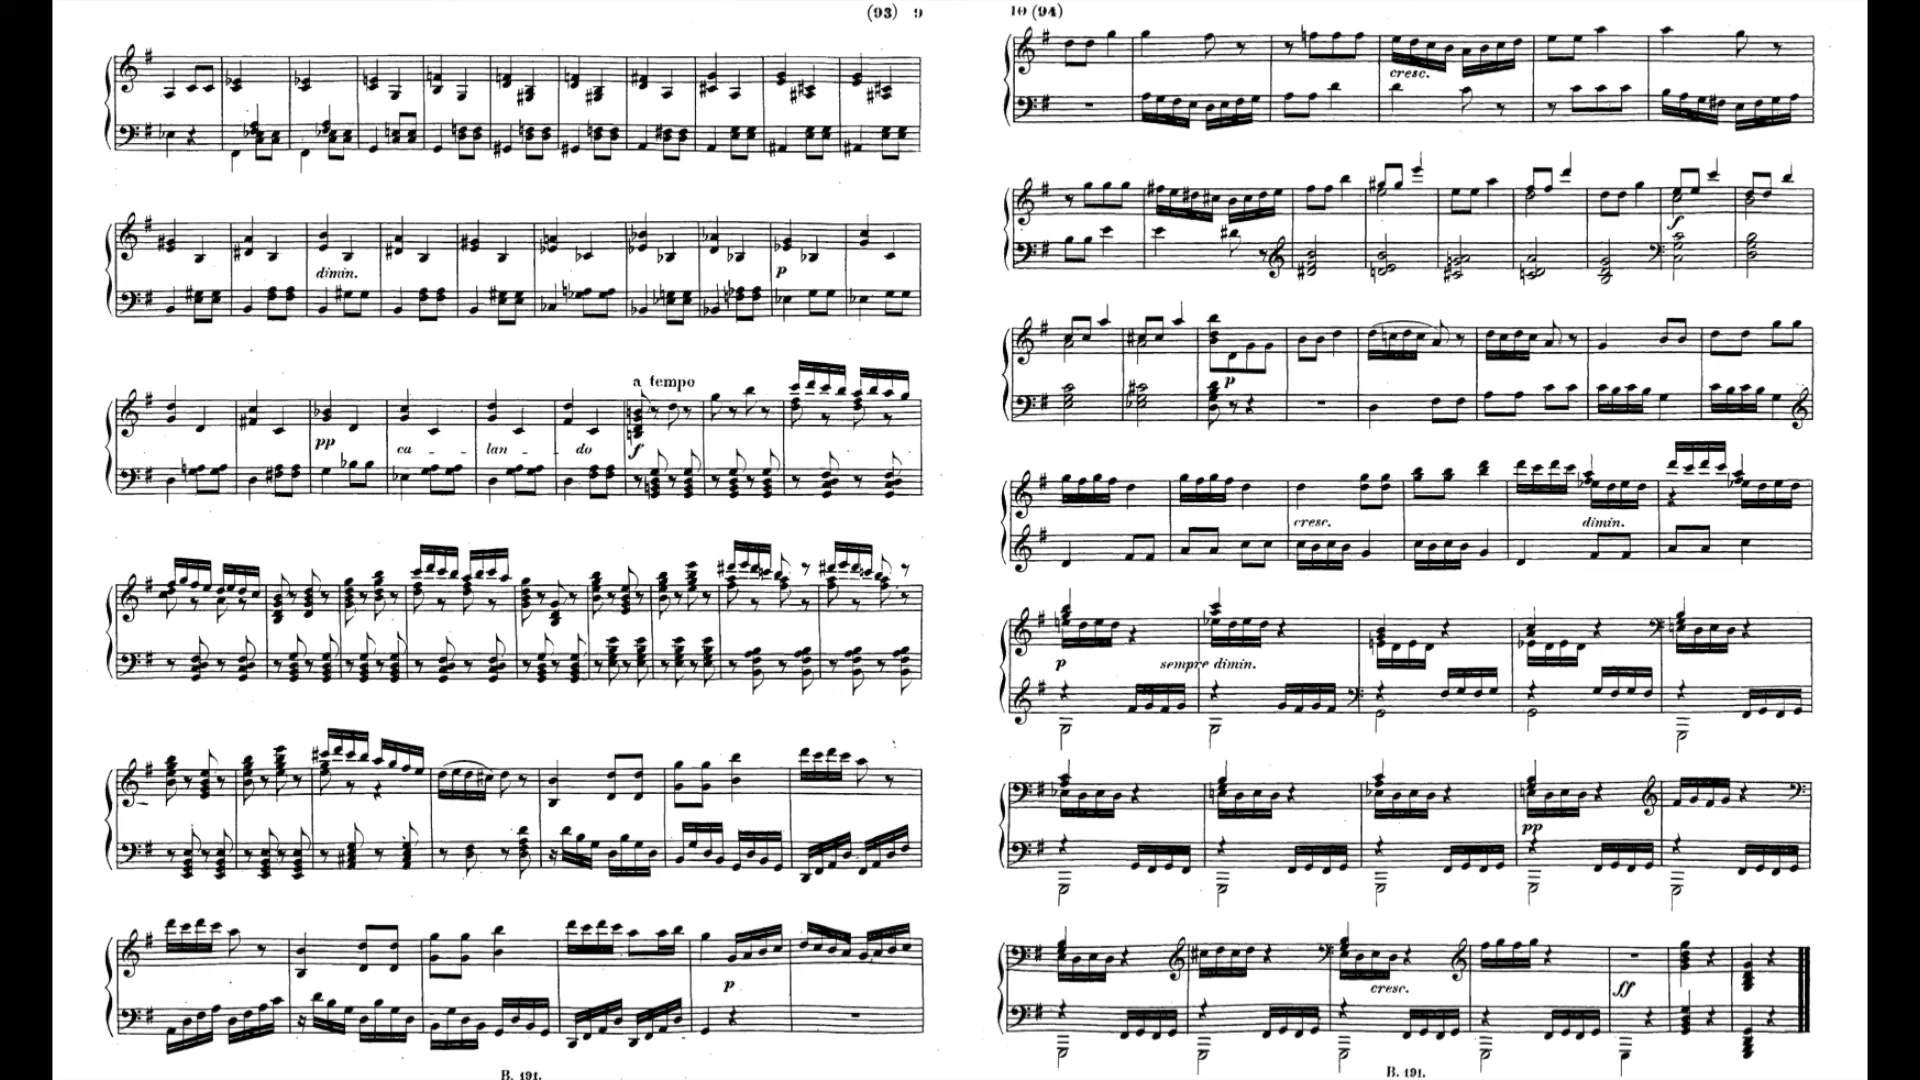 (93) 9
dimin.
p
a tempo
pp ca - lan - do f
p
B. 191.
10 (94)
cresc.
f
p
cresc. dimin.
p sempre dimin.
pp
cresc. ff
B. 191.